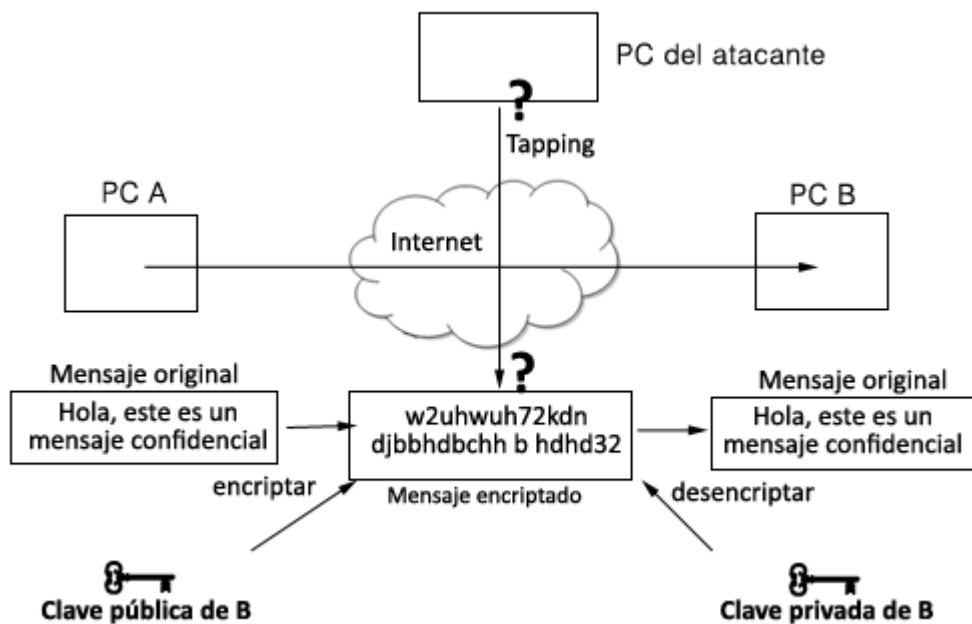 PC del atacante
?
Tapping
PC A
PC B
Internet
?
Mensaje original
Hola, este es un
mensaje confidencial
w2uhwuh72kdn
djbbhdbchh b hdhd32
Mensaje original
Hola, este es un
mensaje confidencial
encriptar
Mensaje encriptado
desencriptar
Clave pública de B
Clave privada de B